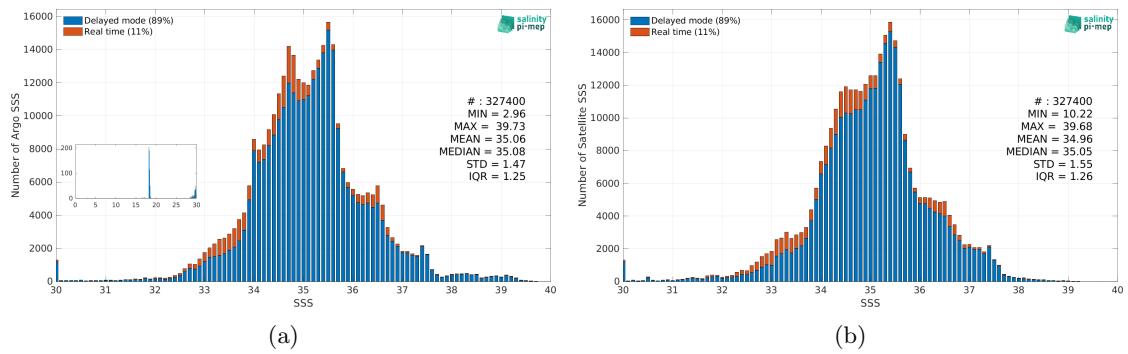 Delayed mode (89%)
Real time (11%)
salinity
pi-mep
16000
14000
12000
10000
8000
6000
4000
2000
0
Number of Argo SSS
# : 327400
MIN = 2.96
MAX = 39.73
MEAN = 35.06
MEDIAN = 35.08
STD = 1.47
IQR = 1.25
200
100
0
0 5 10 15 20 25 30
30 31 32 33 34 35 36 37 38 39 40
SSS
(a)
Delayed mode (89%)
Real time (11%)
salinity
pi-mep
16000
14000
12000
10000
8000
6000
4000
2000
0
Number of Satellite SSS
# : 327400
MIN = 10.22
MAX = 39.68
MEAN = 34.96
MEDIAN = 35.05
STD = 1.55
IQR = 1.26
30 31 32 33 34 35 36 37 38 39 40
SSS
(b)